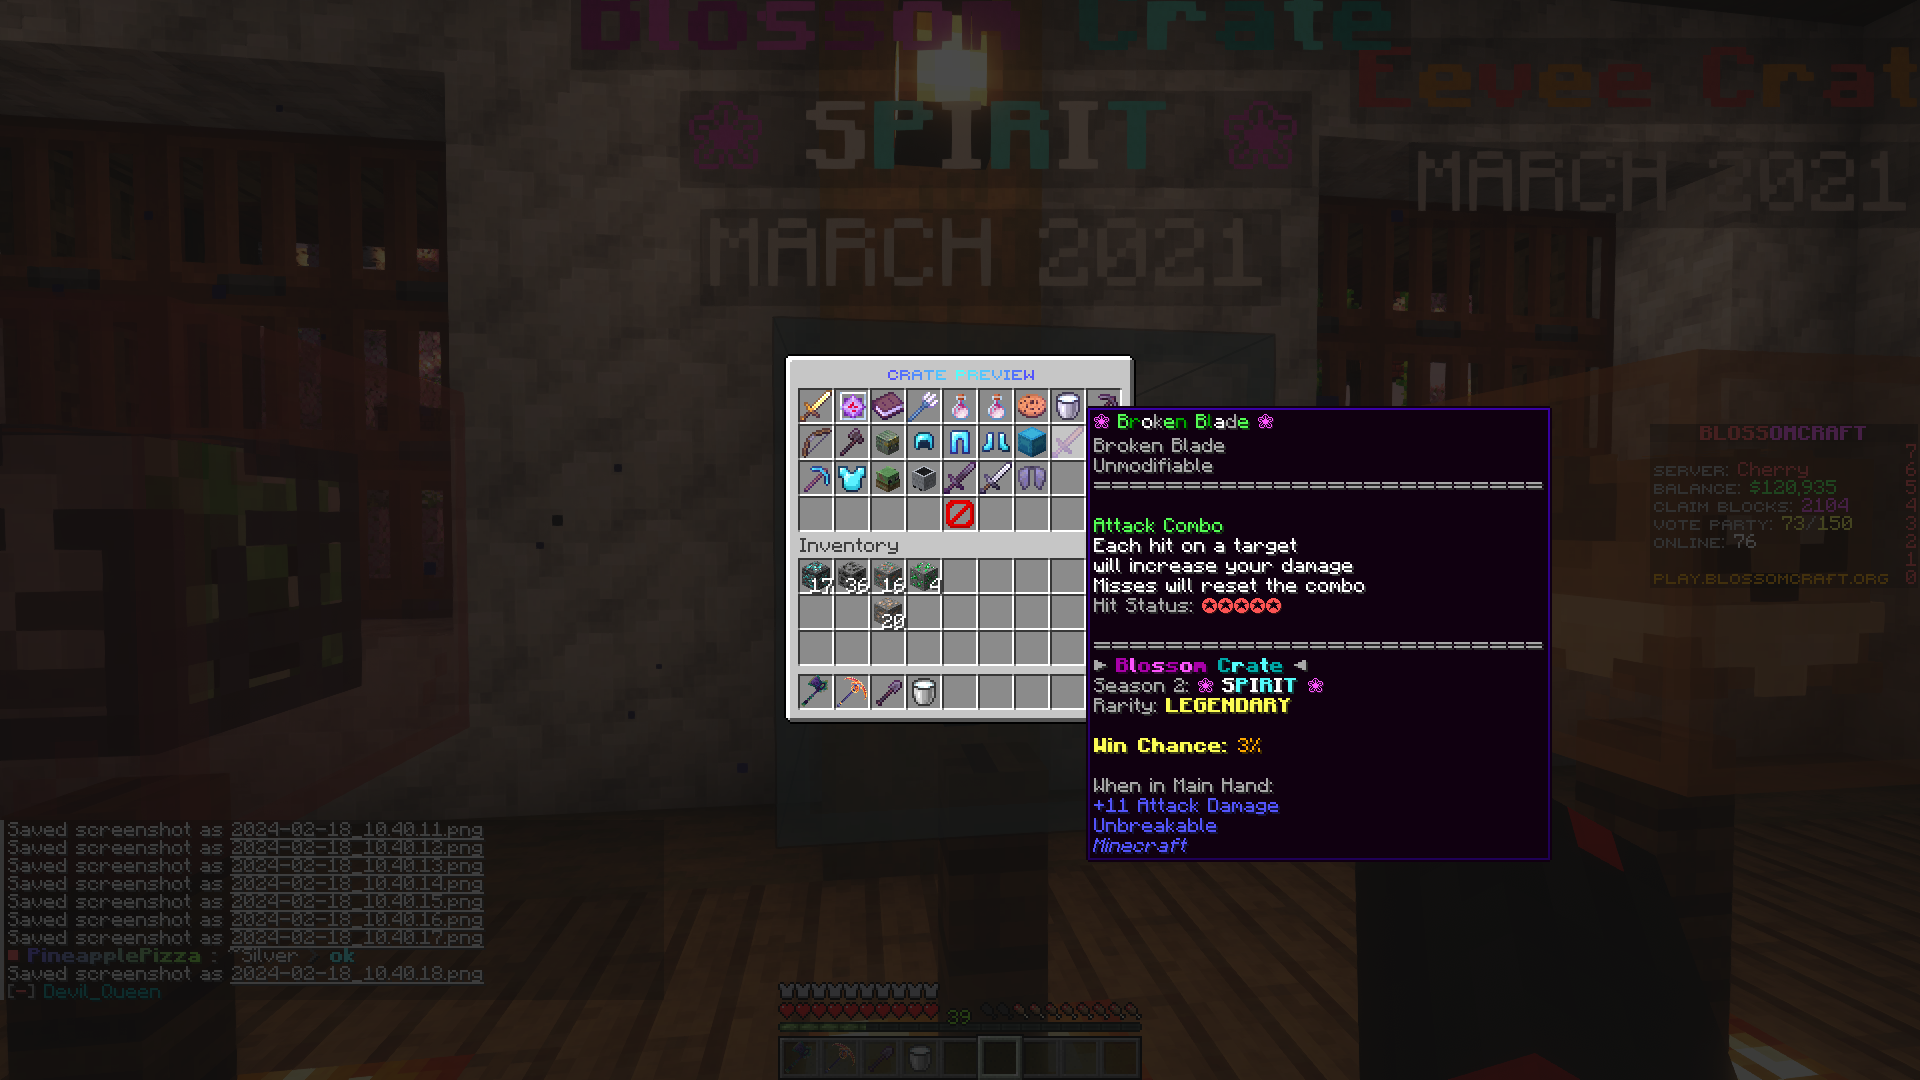 Blossom Crate
Eevee Crat
❀ SPIRIT ❀
MARCH 2021
MARCH 2021
CRATE PREVIEW
❀ Broken Blade ❀
Broken Blade
Unmodifiable
==================================
Attack Combo
Each hit on a target
will increase your damage
Misses will reset the combo
Hit Status: ✪✪✪✪✪
==================================
► Blossom Crate ◄
Season 2: ❀ SPIRIT ❀
Rarity: LEGENDARY
Win Chance: 3%
When in Main Hand:
+11 Attack Damage
Unbreakable
Minecraft
Inventory
17 36 16 4
20
BLOSSOMCRAFT
7
SERVER: Cherry 6
BALANCE: $120,935 5
CLAIM BLOCKS: 2104 4
VOTE PARTY: 73/150 3
ONLINE: 76 2
1
PLAY.BLOSSOMCRAFT.ORG 0
Saved screenshot as 2024-02-18_10.40.11.png
Saved screenshot as 2024-02-18_10.40.12.png
Saved screenshot as 2024-02-18_10.40.13.png
Saved screenshot as 2024-02-18_10.40.14.png
Saved screenshot as 2024-02-18_10.40.15.png
Saved screenshot as 2024-02-18_10.40.16.png
Saved screenshot as 2024-02-18_10.40.17.png
■ PineapplePizza : ~Silver ok
Saved screenshot as 2024-02-18_10.40.18.png
[-] Devil_Queen
39